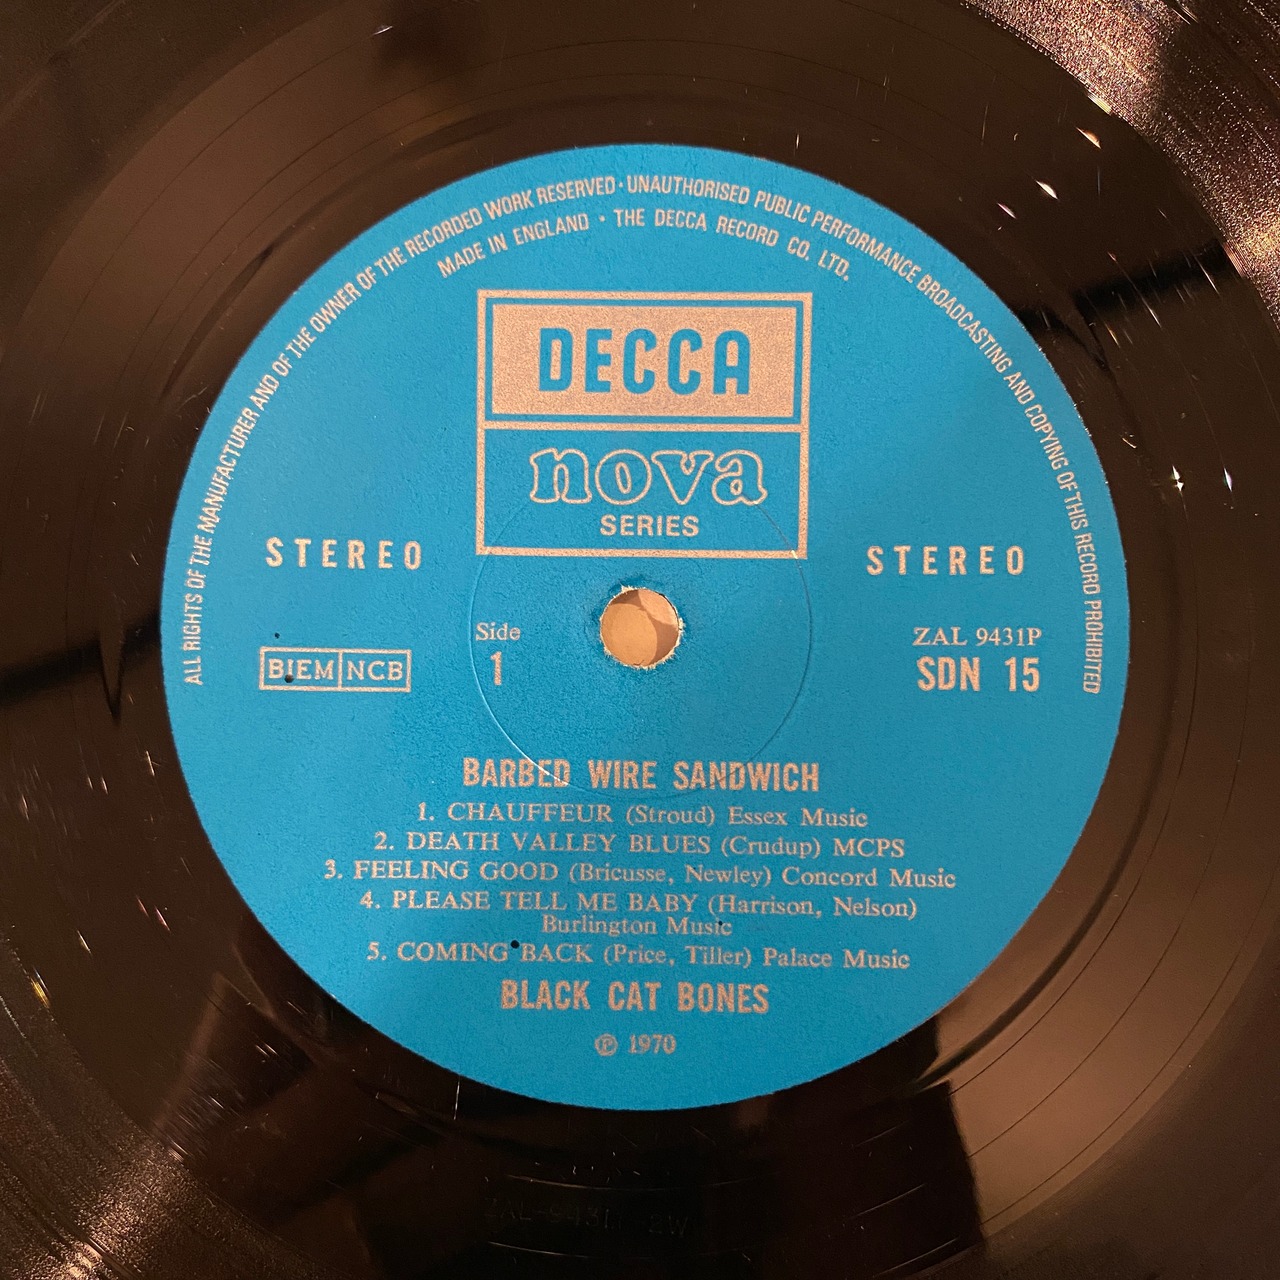 ALL RIGHTS OF THE MANUFACTURER AND OF THE OWNER OF THE RECORDED WORK RESERVED · UNAUTHORISED PUBLIC PERFORMANCE BROADCASTING AND COPYING OF THIS RECORD PROHIBITED
MADE IN ENGLAND · THE DECCA RECORD CO. LTD.
DECCA
nova
SERIES
STEREO
STEREO
Side
1
BIEM NCB
ZAL 9431P
SDN 15
BARBED WIRE SANDWICH
1. CHAUFFEUR (Stroud) Essex Music
2. DEATH VALLEY BLUES (Crudup) MCPS
3. FEELING GOOD (Bricusse, Newley) Concord Music
4. PLEASE TELL ME BABY (Harrison, Nelson)
Burlington Music
5. COMING BACK (Price, Tiller) Palace Music
BLACK CAT BONES
℗ 1970